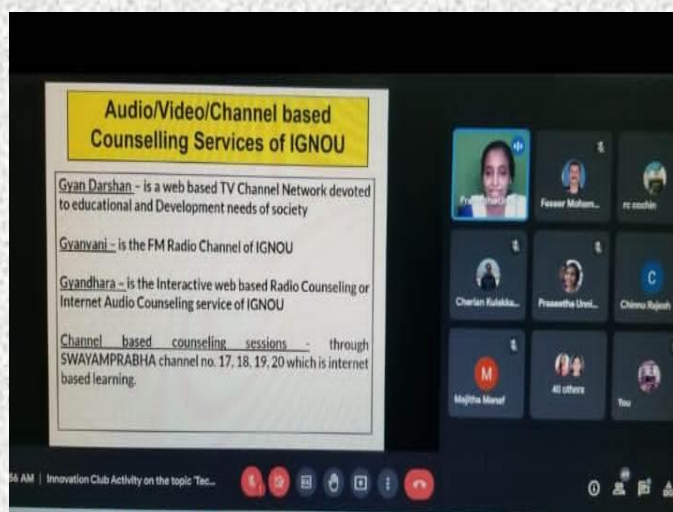 Audio/Video/Channel based
Counselling Services of IGNOU
Gyan Darshan – is a web based TV Channel Network devoted
to educational and Development needs of society
Gyanvani – is the FM Radio Channel of IGNOU
Gyandhara – is the Interactive web based Radio Counseling or
Internet Audio Counseling service of IGNOU
Channel based counseling sessions - through
SWAYAMPRABHA channel no. 17, 18, 19, 20 which is internet
based learning.
Feseer Moham...
rc cochin
Cherian Kulakka...
Praseetha Unni...
Chinnu Rajesh
C
M
Majitha Manaf
40 others
You
56 AM | Innovation Club Activity on the topic 'Tec...